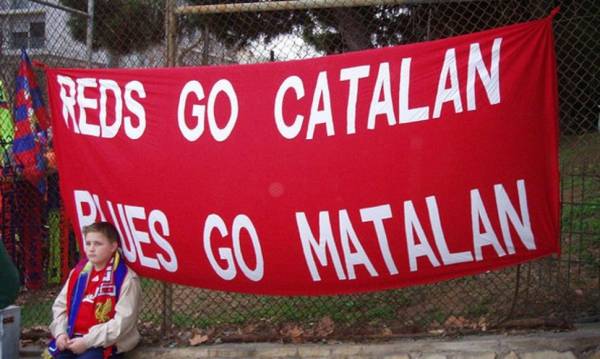 REDS GO CATALAN
BLUES GO MATALAN